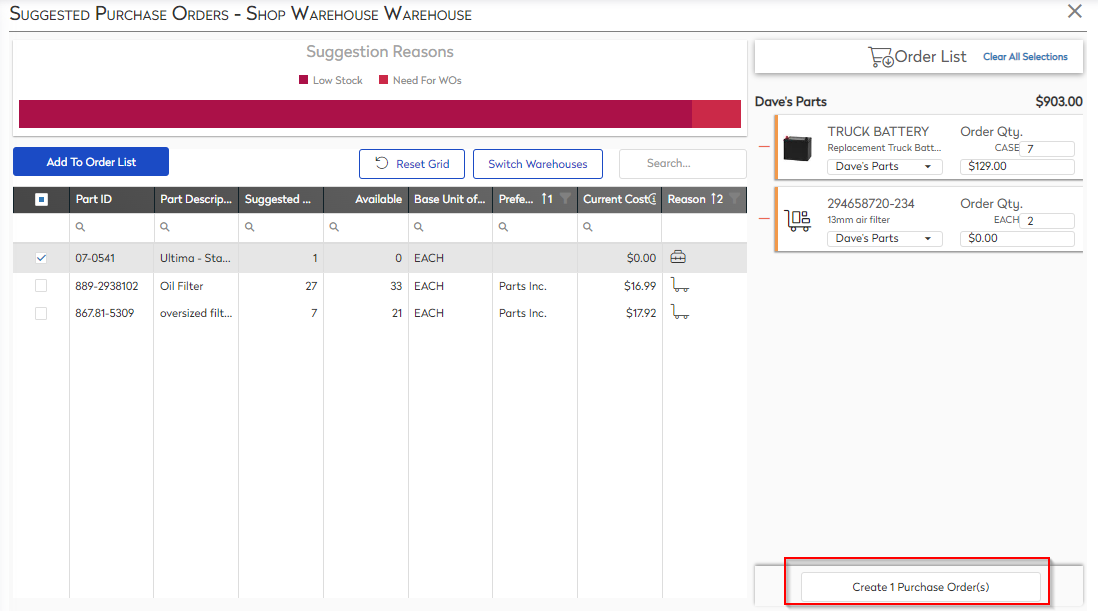 Suggested Purchase Orders - Shop Warehouse Warehouse
Suggestion Reasons
Low Stock Need For WOs
Add To Order List Reset Grid Switch Warehouses Search...
Part ID Part Descrip... Suggested ... Available Base Unit of... Prefe... 1 Current Cost Reason 2
07-0541 Ultima - Sta... 1 0 EACH $0.00
889-2938102 Oil Filter 27 33 EACH Parts Inc. $16.99
867.81-5309 oversized filt... 7 21 EACH Parts Inc. $17.92
Order List Clear All Selections
Dave's Parts $903.00
TRUCK BATTERY Order Qty.
Replacement Truck Batt... CASE 7
Dave's Parts $129.00
294658720-234 Order Qty.
13mm air filter EACH 2
Dave's Parts $0.00
Create 1 Purchase Order(s)